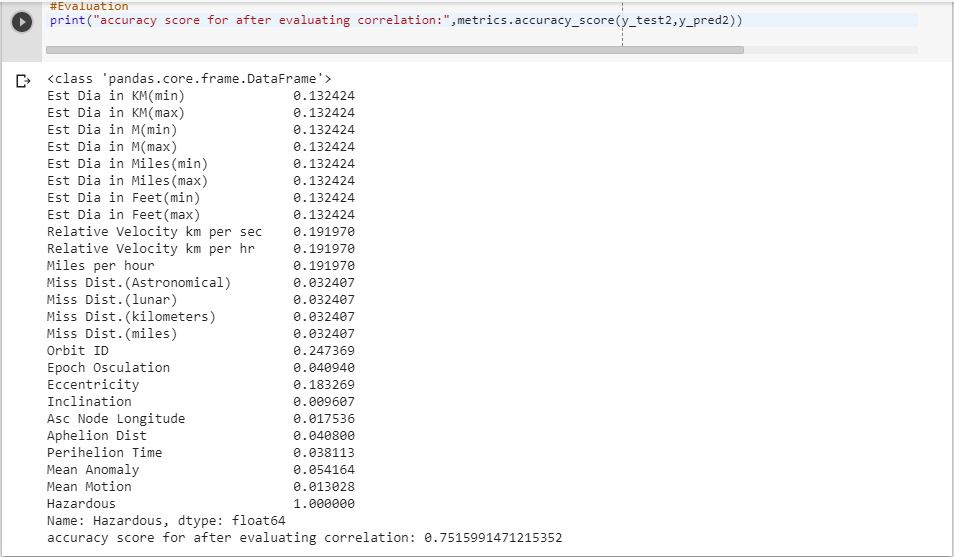 #Evaluation
print("accuracy score for after evaluating correlation:",metrics.accuracy_score(y_test2,y_pred2))
<class 'pandas.core.frame.DataFrame'>
Est Dia in KM(min) 0.132424
Est Dia in KM(max) 0.132424
Est Dia in M(min) 0.132424
Est Dia in M(max) 0.132424
Est Dia in Miles(min) 0.132424
Est Dia in Miles(max) 0.132424
Est Dia in Feet(min) 0.132424
Est Dia in Feet(max) 0.132424
Relative Velocity km per sec 0.191970
Relative Velocity km per hr 0.191970
Miles per hour 0.191970
Miss Dist.(Astronomical) 0.032407
Miss Dist.(lunar) 0.032407
Miss Dist.(kilometers) 0.032407
Miss Dist.(miles) 0.032407
Orbit ID 0.247369
Epoch Osculation 0.040940
Eccentricity 0.183269
Inclination 0.009607
Asc Node Longitude 0.017536
Aphelion Dist 0.040800
Perihelion Time 0.038113
Mean Anomaly 0.054164
Mean Motion 0.013028
Hazardous 1.000000
Name: Hazardous, dtype: float64
accuracy score for after evaluating correlation: 0.7515991471215352